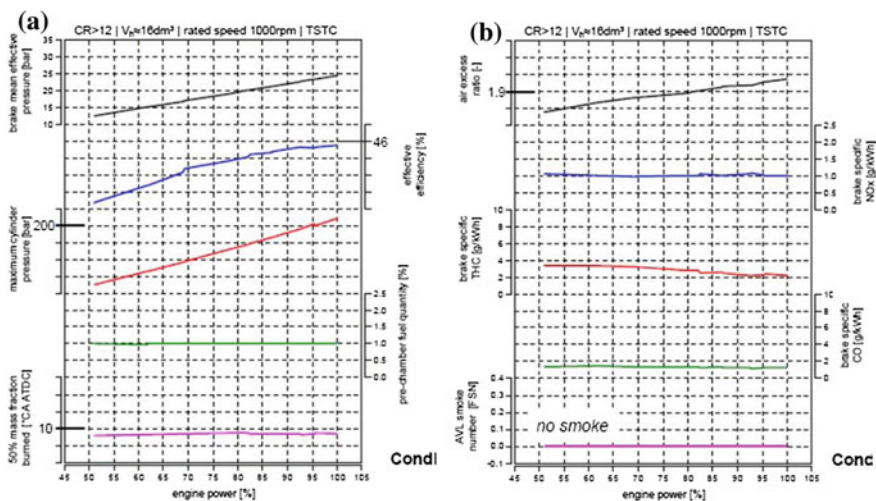 (a)
CR>12 | Vₕ≈16dm³ | rated speed 1000rpm | TSTC
brake mean effective
pressure [bar]
35
30
25
20
15
10
46
effective
efficiency [%]
maximum cylinder
pressure [bar]
200
pre-chamber fuel quantity [%]
2.5
2.0
1.5
1.0
0.5
0.0
50% mass fraction
burned [°CA ATDC]
10
45 50 55 60 65 70 75 80 85 90 95 100 105
engine power [%]
Condi
(b)
CR>12 | Vₕ≈16dm³ | rated speed 1000rpm | TSTC
air excess
ratio [-]
1.9
2.5
2.0
1.5
1.0
0.5
0.0
brake specific
NOx [g/kWh]
brake specific
THC [g/kWh]
10
8
6
4
2
0
10
8
6
4
2
0
brake specific
CO [g/kWh]
AVL smoke
number [FSN]
0.4
0.3
0.2
0.1
0.0
-0.1
no smoke
45 50 55 60 65 70 75 80 85 90 95 100 105
engine power [%]
Cond